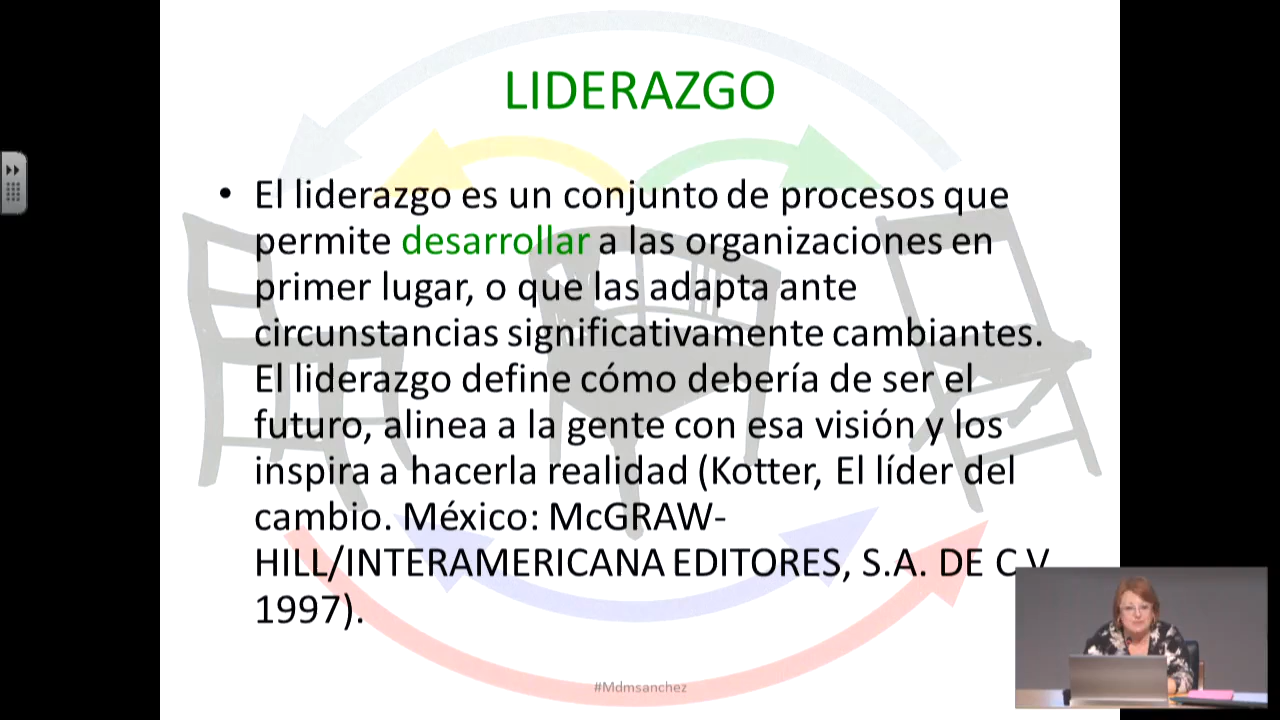 LIDERAZGO
• El liderazgo es un conjunto de procesos que
permite desarrollar a las organizaciones en
primer lugar, o que las adapta ante
circunstancias significativamente cambiantes.
El liderazgo define cómo debería de ser el
futuro, alinea a la gente con esa visión y los
inspira a hacerla realidad (Kotter, El líder del
cambio. México: McGRAW-
HILL/INTERAMERICANA EDITORES, S.A. DE C V
1997).
#Mdmsanchez